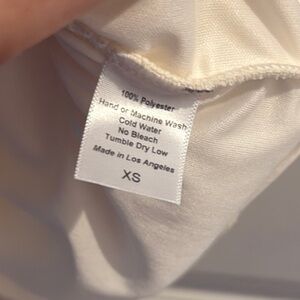 100% Polyester
Hand or Machine Wash
Cold Water
No Bleach
Tumble Dry Low
Made in Los Angeles
XS